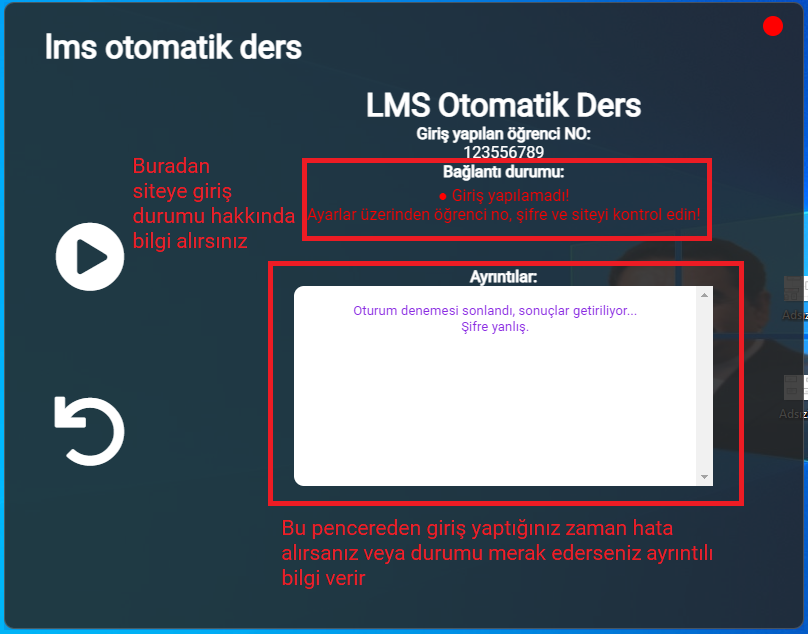 lms otomatik ders
LMS Otomatik Ders
Giriş yapılan öğrenci NO:
123556789
Bağlantı durumu:
● Giriş yapılamadı!
Ayarlar üzerinden öğrenci no, şifre ve siteyi kontrol edin!
Buradan
siteye giriş
durumu hakkında
bilgi alırsınız
Ayrıntılar:
Oturum denemesi sonlandı, sonuçlar getiriliyor...
Şifre yanlış.
Bu pencereden giriş yaptığınız zaman hata
alırsanız veya durumu merak ederseniz ayrıntılı
bilgi verir